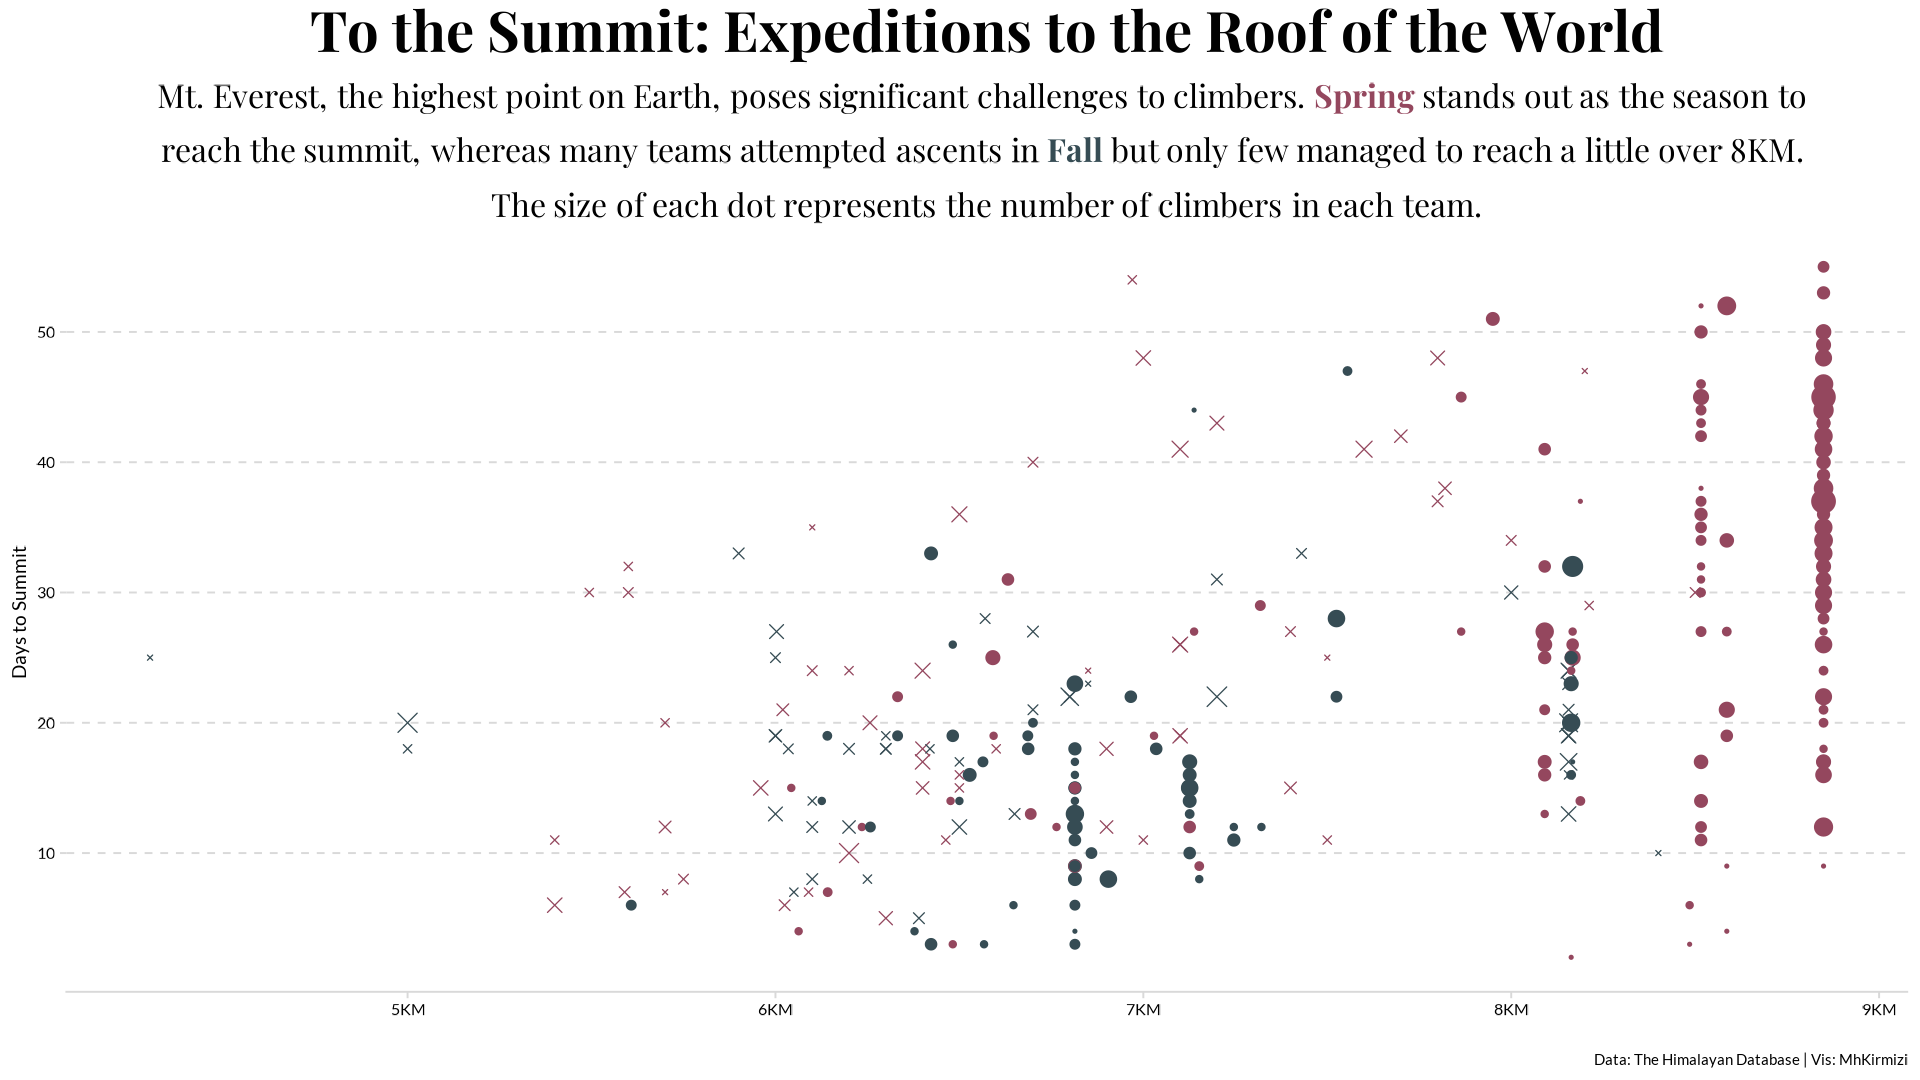 To the Summit: Expeditions to the Roof of the World
Mt. Everest, the highest point on Earth, poses significant challenges to climbers. Spring stands out as the season to
reach the summit, whereas many teams attempted ascents in Fall but only few managed to reach a little over 8KM.
The size of each dot represents the number of climbers in each team.
50
40
30
20
10
Days to Summit
5KM
6KM
7KM
8KM
9KM
Data: The Himalayan Database | Vis: MhKirmizi